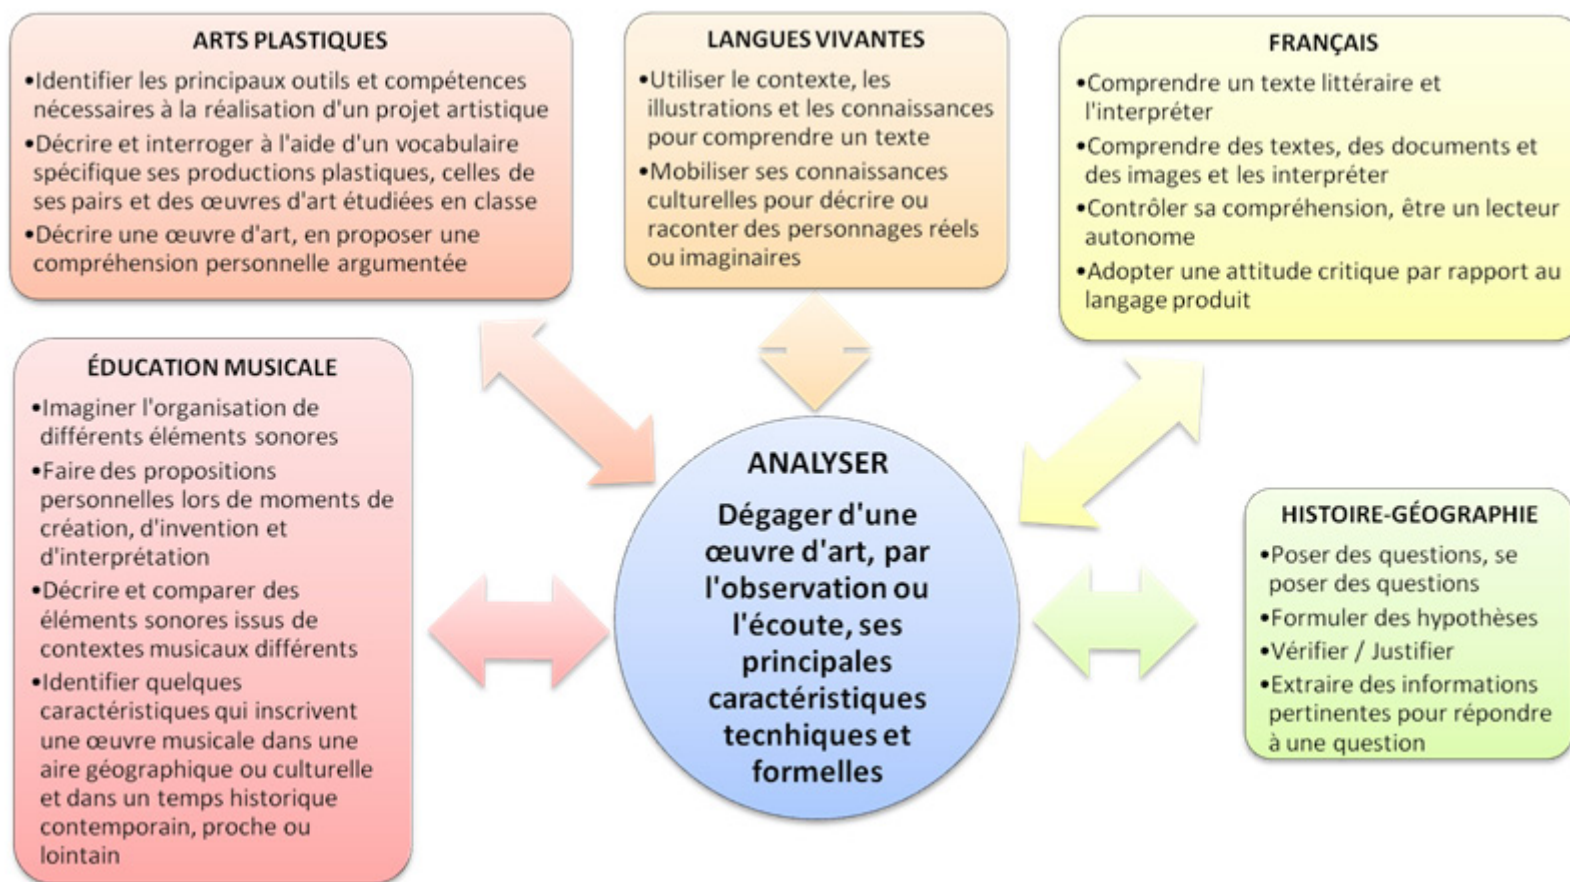 ARTS PLASTIQUES
•Identifier les principaux outils et compétences
nécessaires à la réalisation d'un projet artistique
•Décrire et interroger à l'aide d'un vocabulaire
spécifique ses productions plastiques, celles de
ses pairs et des œuvres d'art étudiées en classe
•Décrire une œuvre d'art, en proposer une
compréhension personnelle argumentée
LANGUES VIVANTES
•Utiliser le contexte, les
illustrations et les connaissances
pour comprendre un texte
•Mobiliser ses connaissances
culturelles pour décrire ou
raconter des personnages réels
ou imaginaires
FRANÇAIS
•Comprendre un texte littéraire et
l'interpréter
•Comprendre des textes, des documents et
des images et les interpréter
•Contrôler sa compréhension, être un lecteur
autonome
•Adopter une attitude critique par rapport au
langage produit
ÉDUCATION MUSICALE
•Imaginer l'organisation de
différents éléments sonores
•Faire des propositions
personnelles lors de moments de
création, d'invention et
d'interprétation
•Décrire et comparer des
éléments sonores issus de
contextes musicaux différents
•Identifier quelques
caractéristiques qui inscrivent
une œuvre musicale dans une
aire géographique ou culturelle
et dans un temps historique
contemporain, proche ou
lointain
ANALYSER
Dégager d'une
œuvre d'art, par
l'observation ou
l'écoute, ses
principales
caractéristiques
tecnhiques et
formelles
HISTOIRE-GÉOGRAPHIE
•Poser des questions, se
poser des questions
•Formuler des hypothèses
•Vérifier / Justifier
•Extraire des informations
pertinentes pour répondre
à une question